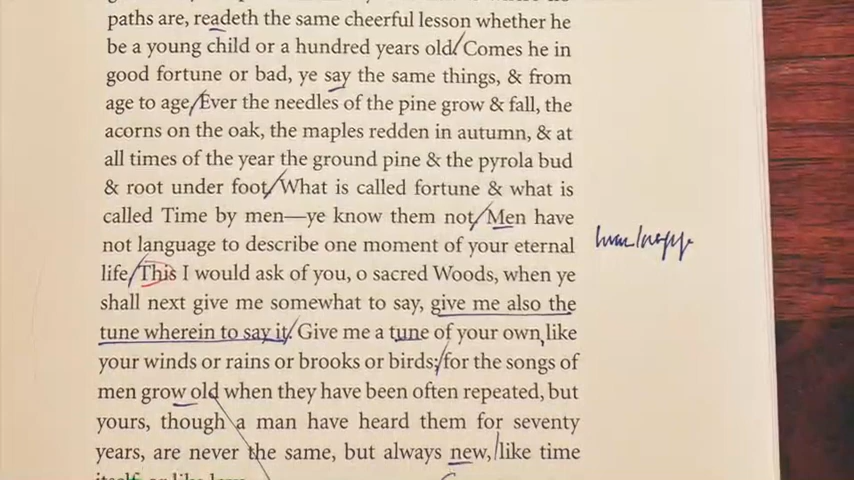 paths are, readeth the same cheerful lesson whether he
be a young child or a hundred years old/Comes he in
good fortune or bad, ye say the same things, & from
age to age/Ever the needles of the pine grow & fall, the
acorns on the oak, the maples redden in autumn, & at
all times of the year the ground pine & the pyrola bud
& root under foot/What is called fortune & what is
called Time by men—ye know them not/Men have
not language to describe one moment of your eternal
life/This I would ask of you, o sacred Woods, when ye
shall next give me somewhat to say, give me also the
tune wherein to say it/Give me a tune of your own, like
your winds or rains or brooks or birds;/for the songs of
men grow old when they have been often repeated, but
yours, though a man have heard them for seventy
years, are never the same, but always new,/like time
itself, or like love.